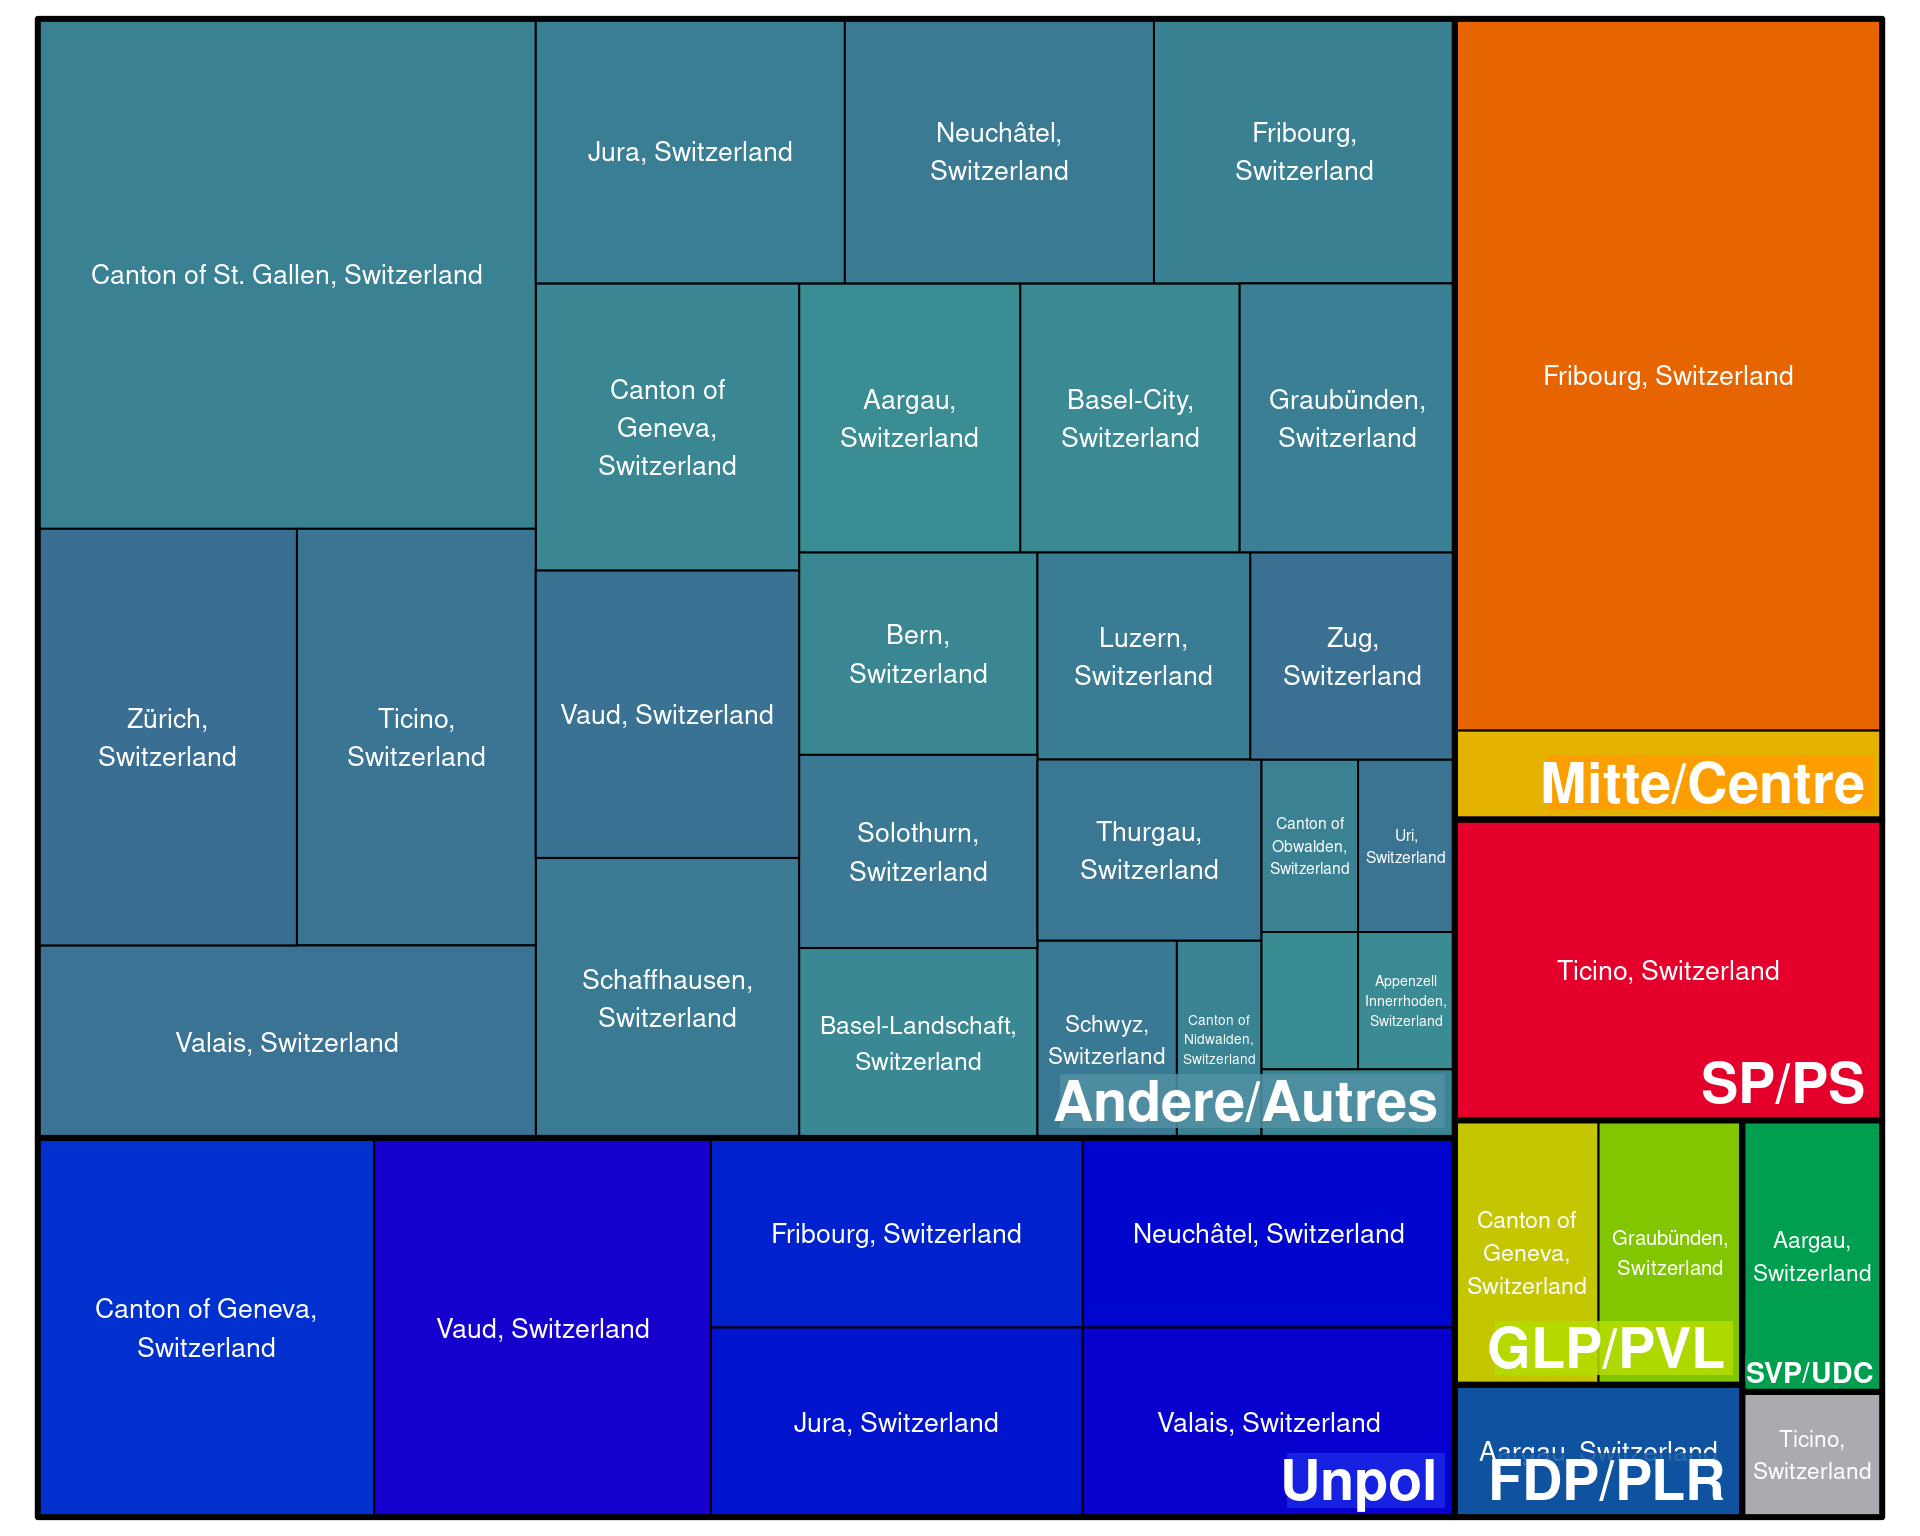 Canton of St. Gallen, Switzerland
Jura, Switzerland
Neuchâtel,
Switzerland
Fribourg,
Switzerland
Canton of
Geneva,
Switzerland
Aargau,
Switzerland
Basel-City,
Switzerland
Graubünden,
Switzerland
Zürich,
Switzerland
Ticino,
Switzerland
Vaud, Switzerland
Bern,
Switzerland
Luzern,
Switzerland
Zug,
Switzerland
Solothurn,
Switzerland
Thurgau,
Switzerland
Canton of
Obwalden,
Switzerland
Uri,
Switzerland
Valais, Switzerland
Schaffhausen,
Switzerland
Basel-Landschaft,
Switzerland
Schwyz,
Switzerland
Canton of
Nidwalden,
Switzerland
Appenzell
Innerrhoden,
Switzerland
Andere/Autres
Canton of Geneva,
Switzerland
Vaud, Switzerland
Fribourg, Switzerland
Neuchâtel, Switzerland
Jura, Switzerland
Valais, Switzerland
Unpol
Fribourg, Switzerland
Mitte/Centre
Ticino, Switzerland
SP/PS
Canton of
Geneva,
Switzerland
Graubünden,
Switzerland
GLP/PVL
Aargau,
Switzerland
SVP/UDC
Aargau, Switzerland
FDP/PLR
Ticino,
Switzerland